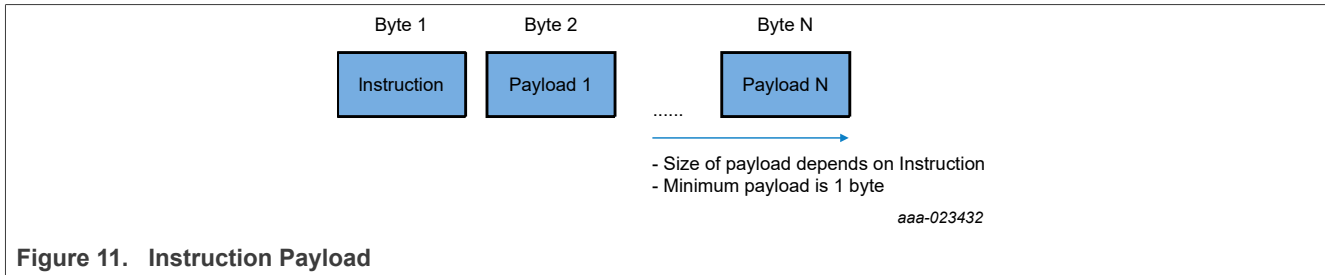 Byte 1 Byte 2 Byte N
Instruction Payload 1 ...... Payload N
- Size of payload depends on Instruction
- Minimum payload is 1 byte
aaa-023432
Figure 11. Instruction Payload